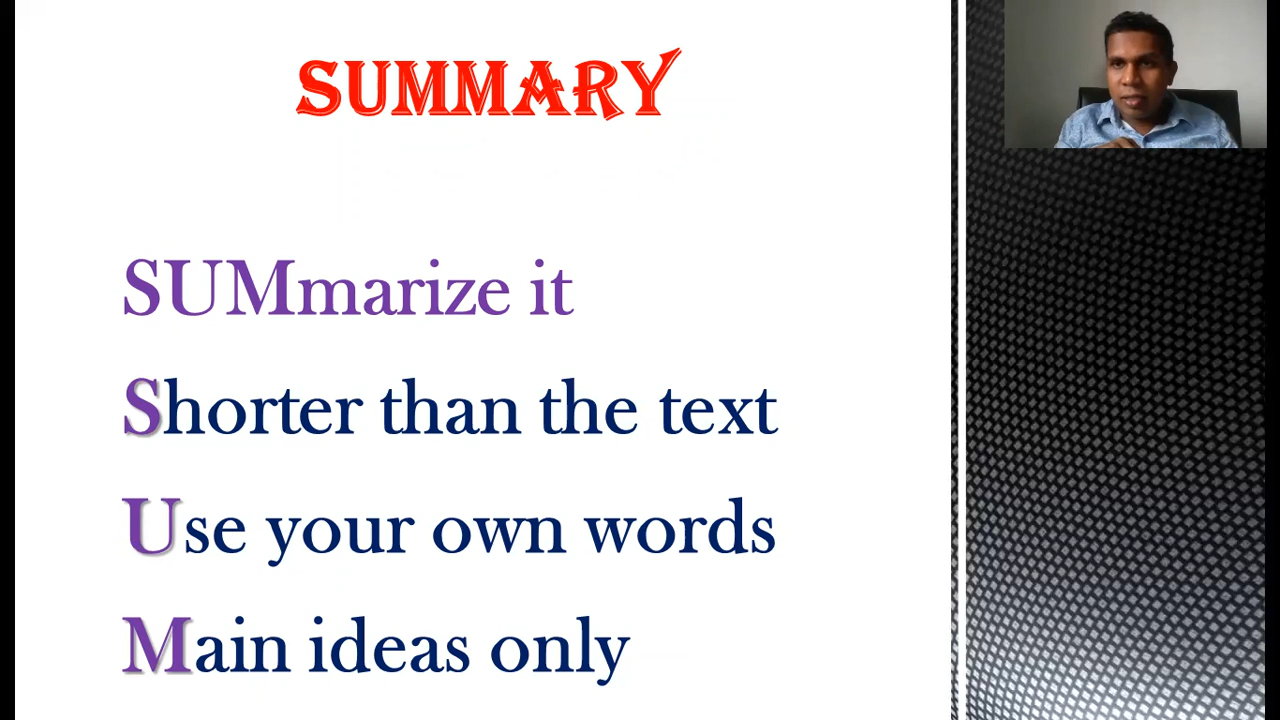 SUMMARY
SUMmarize it
Shorter than the text
Use your own words
Main ideas only